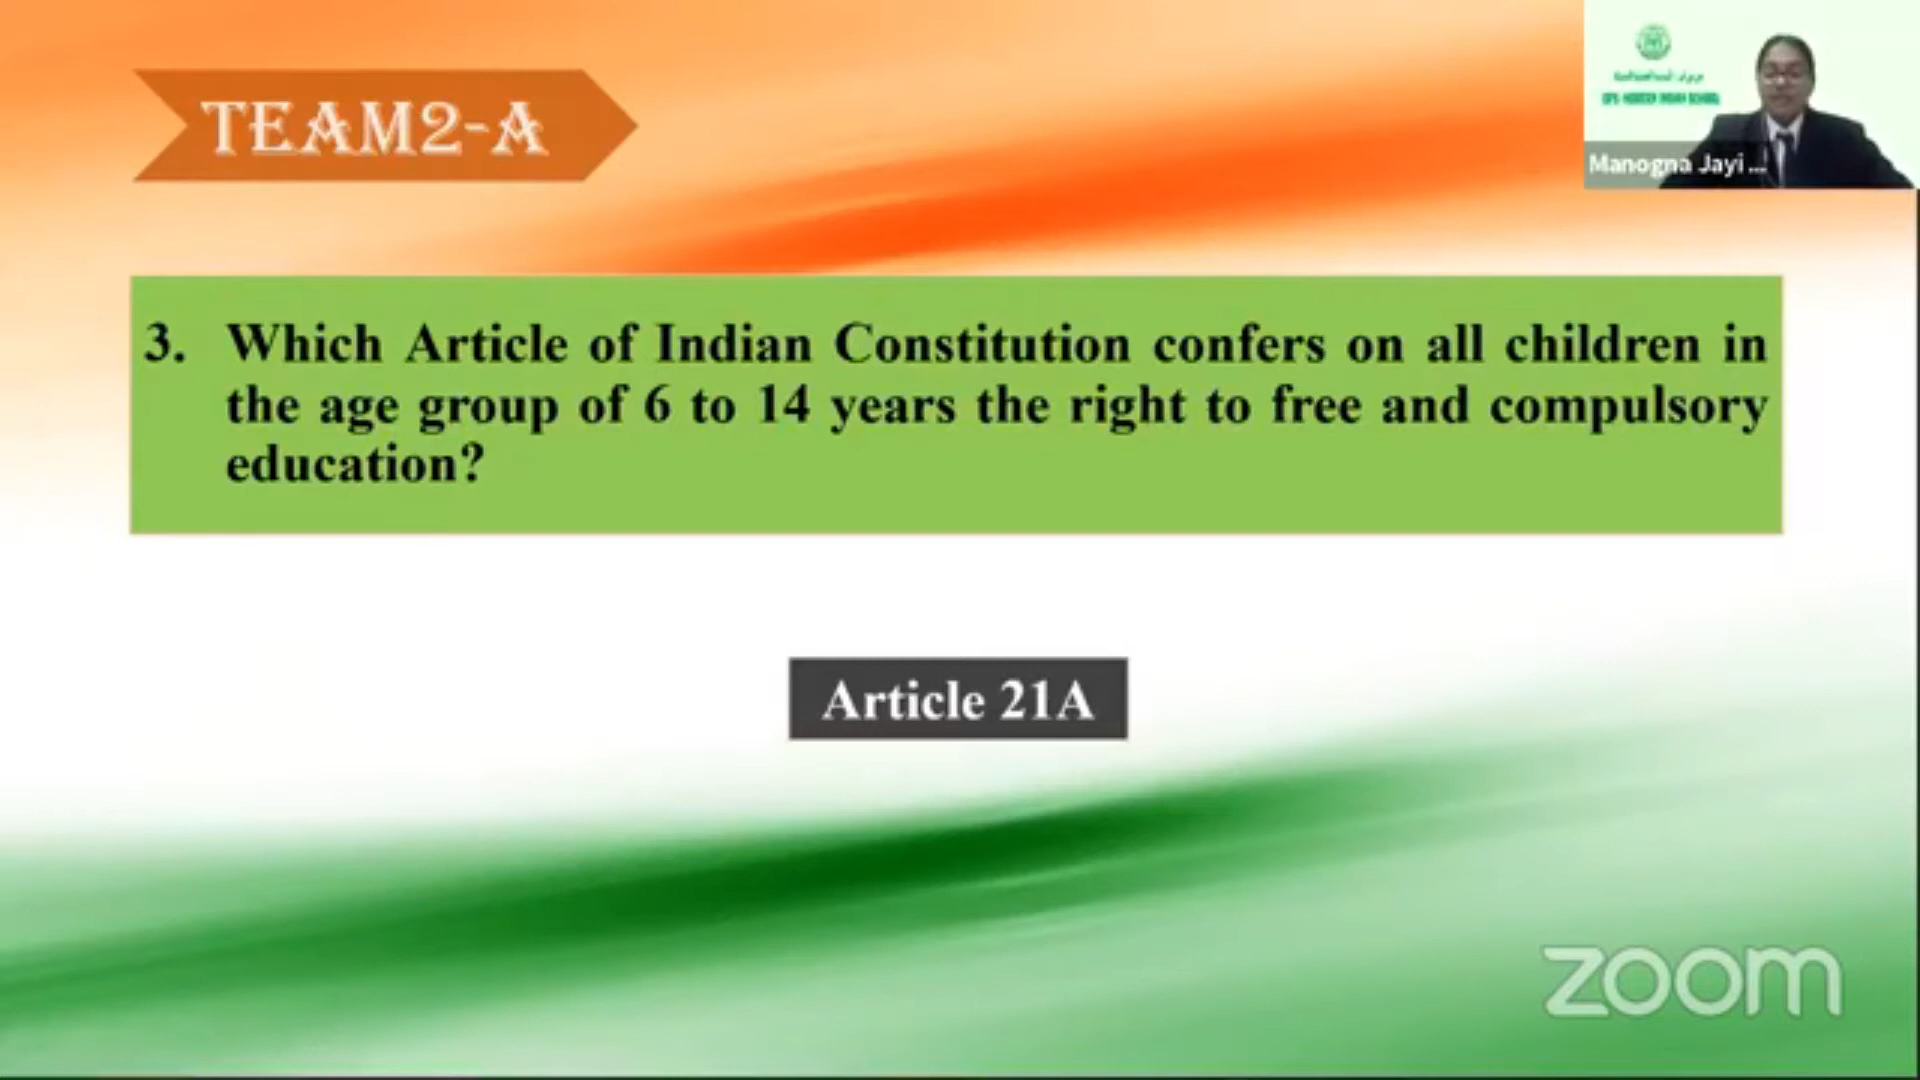 TEAM2-A
Manogna Jayi ...
3. Which Article of Indian Constitution confers on all children in
the age group of 6 to 14 years the right to free and compulsory
education?
Article 21A
zoom